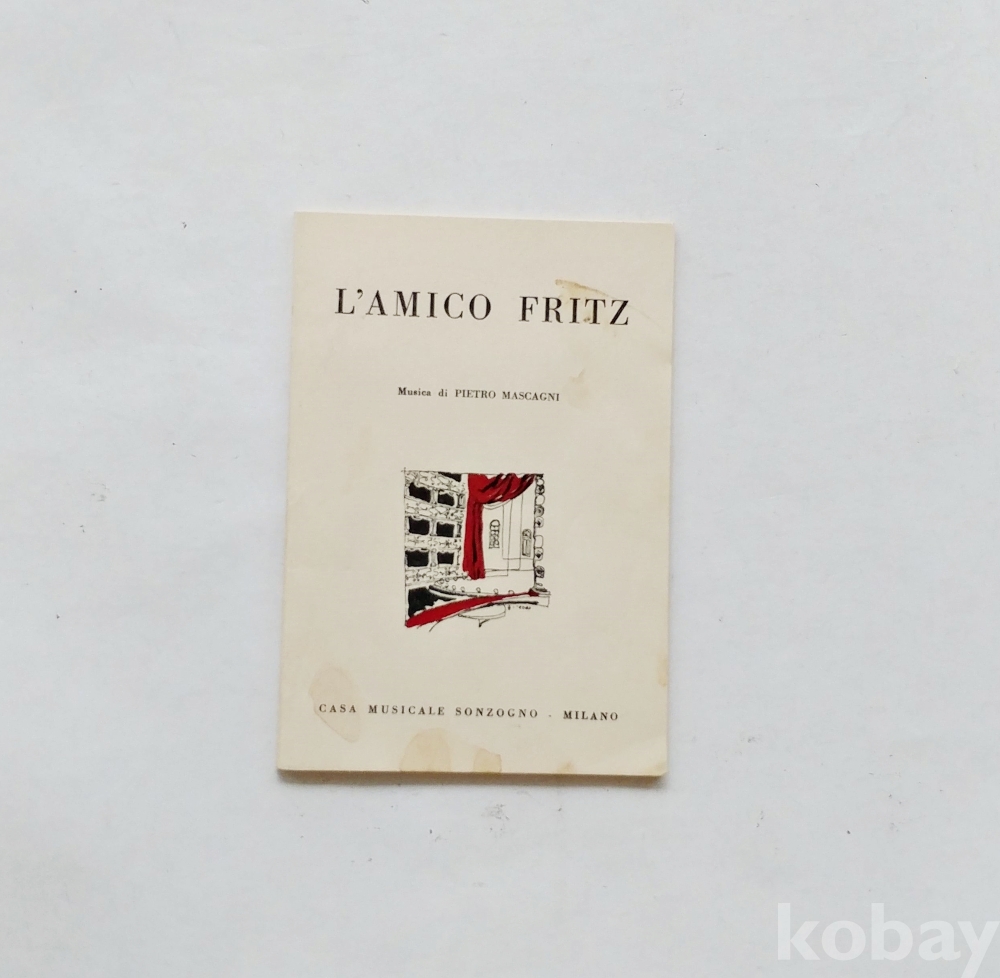 L'AMICO FRITZ
Musica di PIETRO MASCAGNI
CASA MUSICALE SONZOGNO - MILANO
kobay